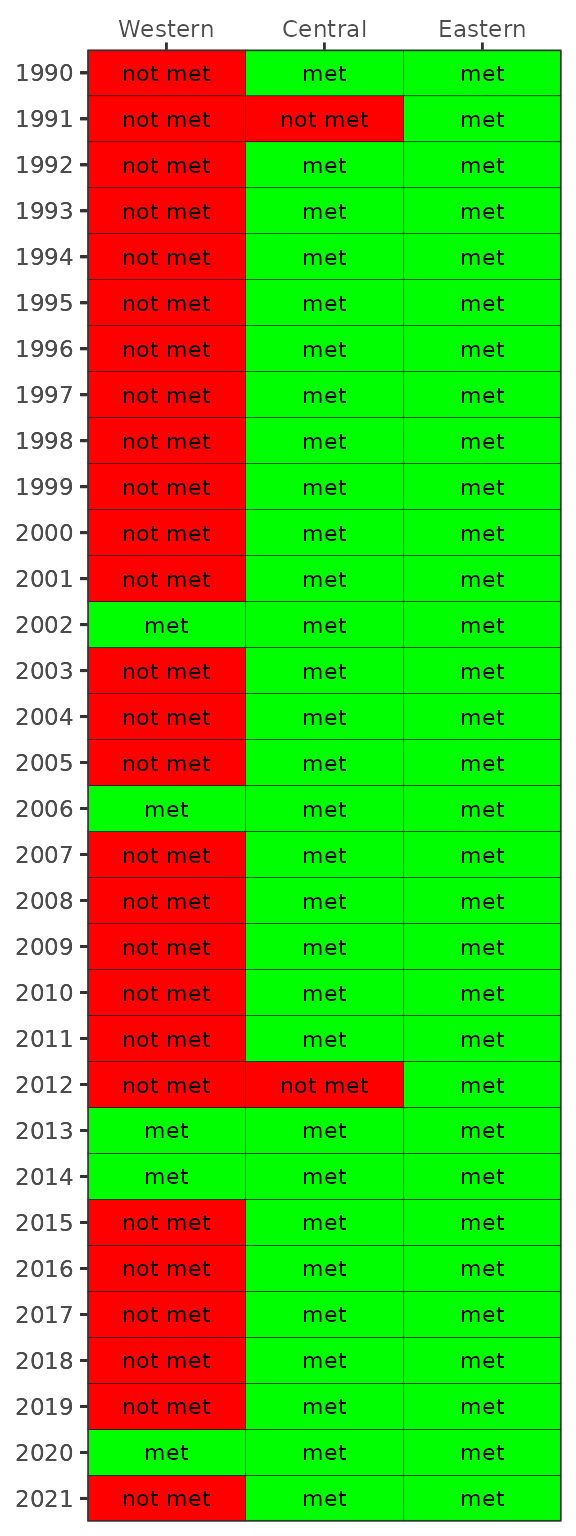 Western Central Eastern
1990 not met met met
1991 not met not met met
1992 not met met met
1993 not met met met
1994 not met met met
1995 not met met met
1996 not met met met
1997 not met met met
1998 not met met met
1999 not met met met
2000 not met met met
2001 not met met met
2002 met met met
2003 not met met met
2004 not met met met
2005 not met met met
2006 met met met
2007 not met met met
2008 not met met met
2009 not met met met
2010 not met met met
2011 not met met met
2012 not met not met met
2013 met met met
2014 met met met
2015 not met met met
2016 not met met met
2017 not met met met
2018 not met met met
2019 not met met met
2020 met met met
2021 not met met met